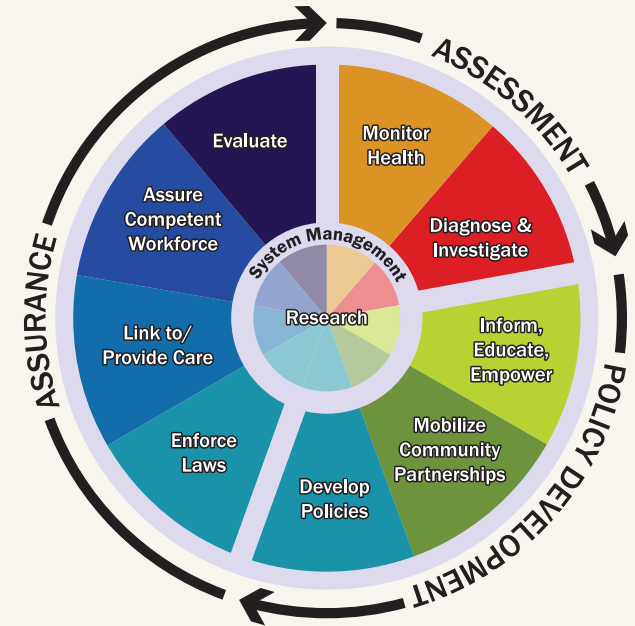 ASSESSMENT
Monitor
Health
Diagnose &
Investigate
POLICY DEVELOPMENT
Inform,
Educate,
Empower
Mobilize
Community
Partnerships
Develop
Policies
ASSURANCE
Enforce
Laws
Link to/
Provide Care
Assure
Competent
Workforce
Evaluate
System Management
Research